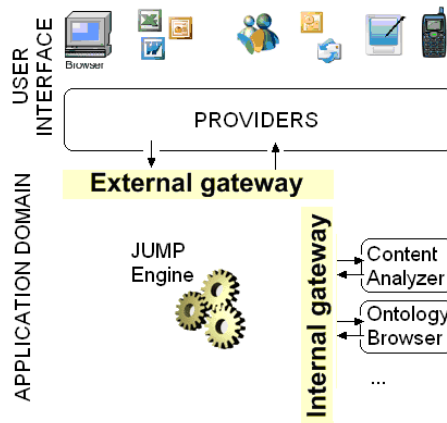 USER
INTERFACE
Browser
PROVIDERS
External gateway
APPLICATION DOMAIN
JUMP
Engine
Internal gateway
Content
Analyzer
Ontology
Browser
...